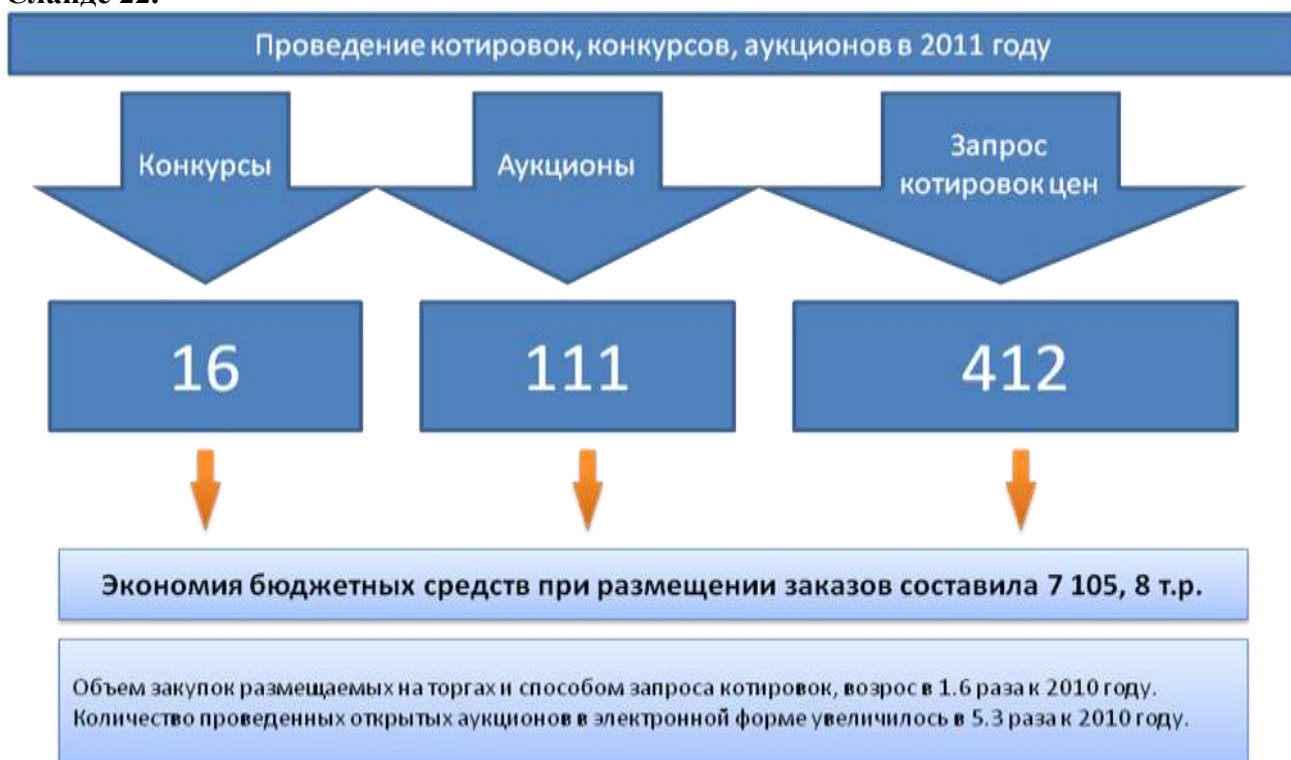 Слайде 22.
Проведение котировок, конкурсов, аукционов в 2011 году
Конкурсы
Аукционы
Запрос
котировок цен
16
111
412
Экономия бюджетных средств при размещении заказов составила 7 105, 8 т.р.
Объем закупок размещаемых на торгах и способом запроса котировок, возрос в 1.6 раза к 2010 году.
Количество проведенных открытых аукционов в электронной форме увеличилось в 5.3 раза к 2010 году.